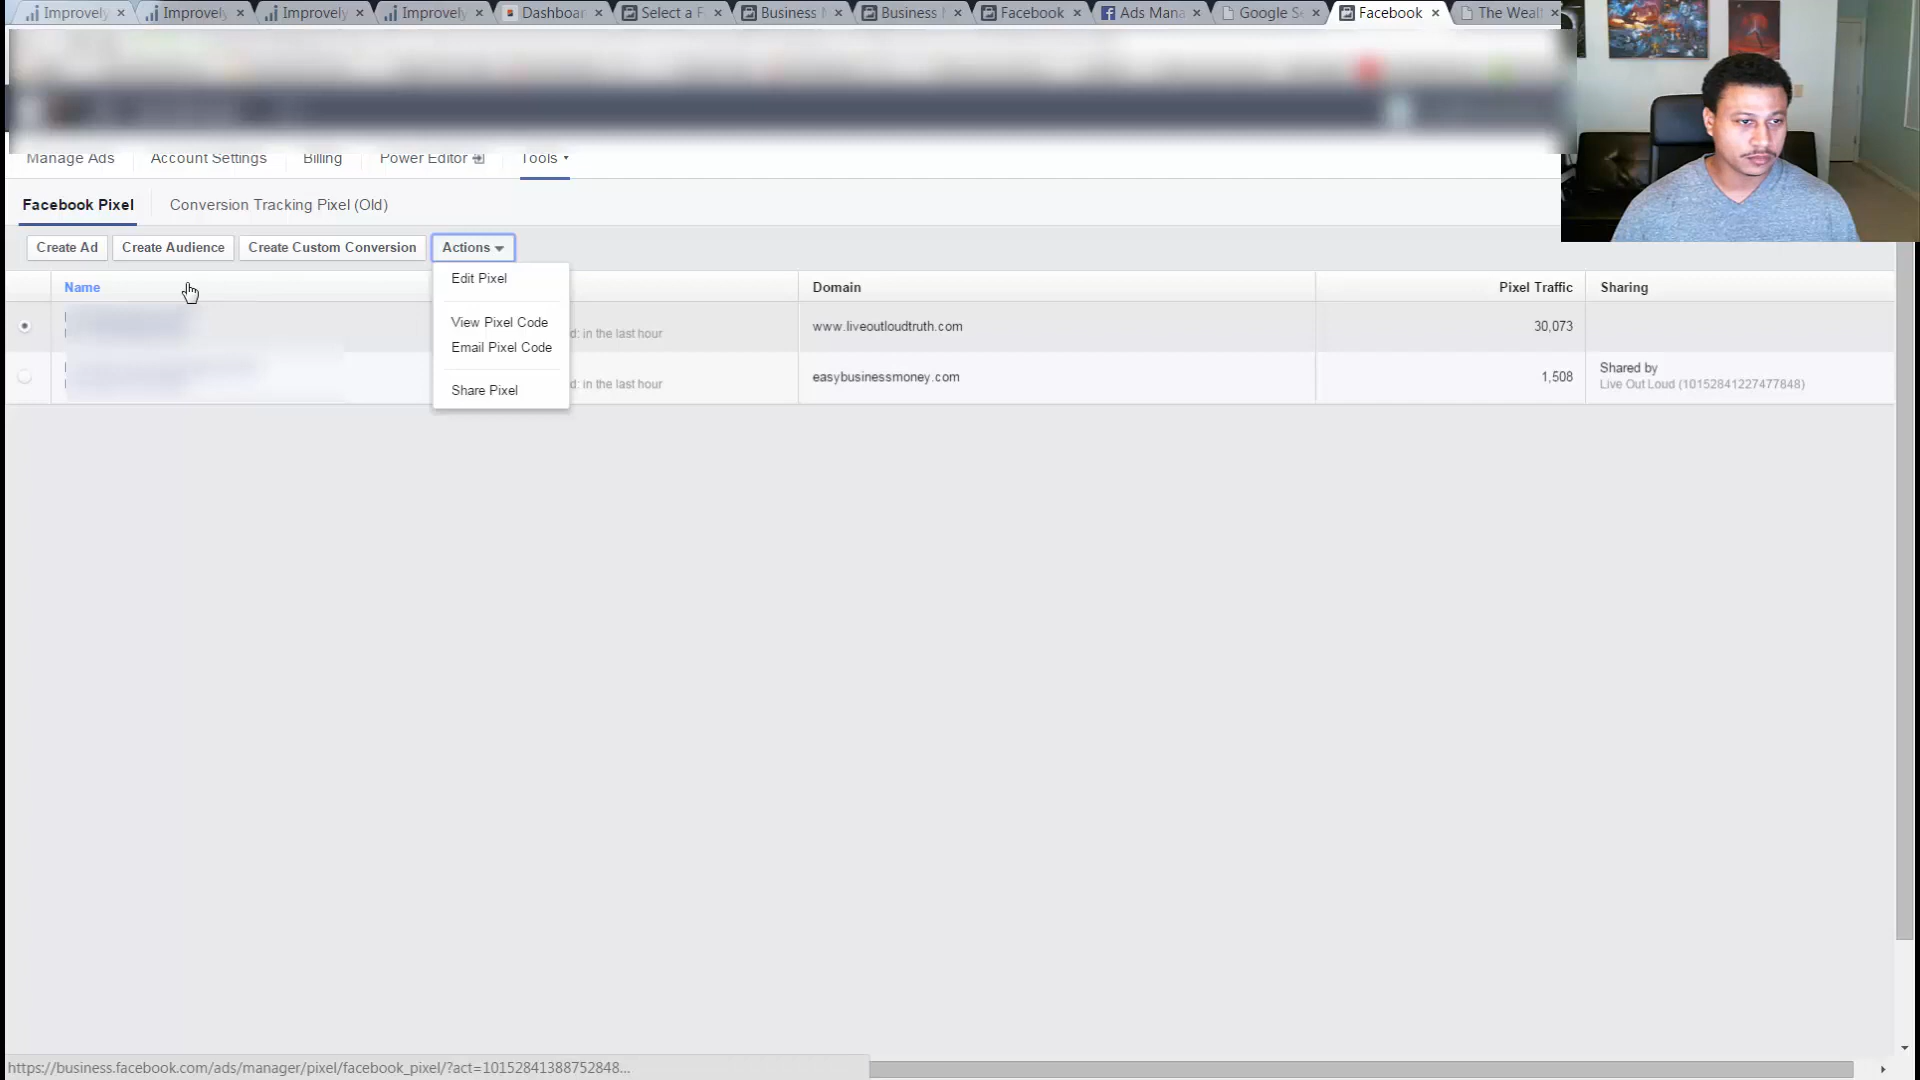 Improvely
Improvely
Improvely
Improvely
Dashboar
Select a F
Business
Business
Facebook
Ads Mana
Google Se
Facebook
The Wealt
Manage Ads
Account Settings
Billing
Power Editor
Tools
Facebook Pixel
Conversion Tracking Pixel (Old)
Create Ad
Create Audience
Create Custom Conversion
Actions
Edit Pixel
View Pixel Code
Email Pixel Code
Share Pixel
Name
Domain
Pixel Traffic
Sharing
d: in the last hour
www.liveoutloudtruth.com
30,073
d: in the last hour
easybusinessmoney.com
1,508
Shared by
Live Out Loud (10152841227477848)
https://business.facebook.com/ads/manager/pixel/facebook_pixel/?act=10152841388752848...